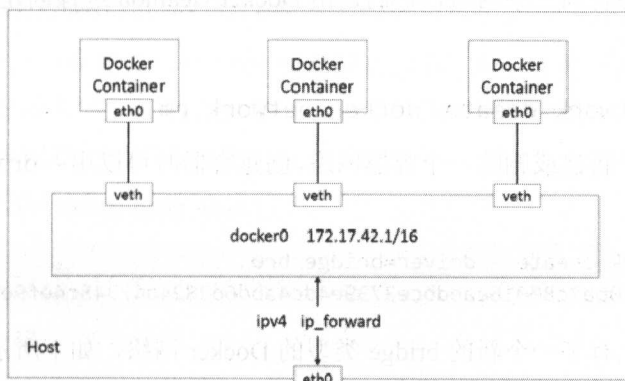 Docker Container
Docker Container
Docker Container
eth0
eth0
eth0
veth
veth
veth
docker0 172.17.42.1/16
ipv4 ip_forward
Host
eth0